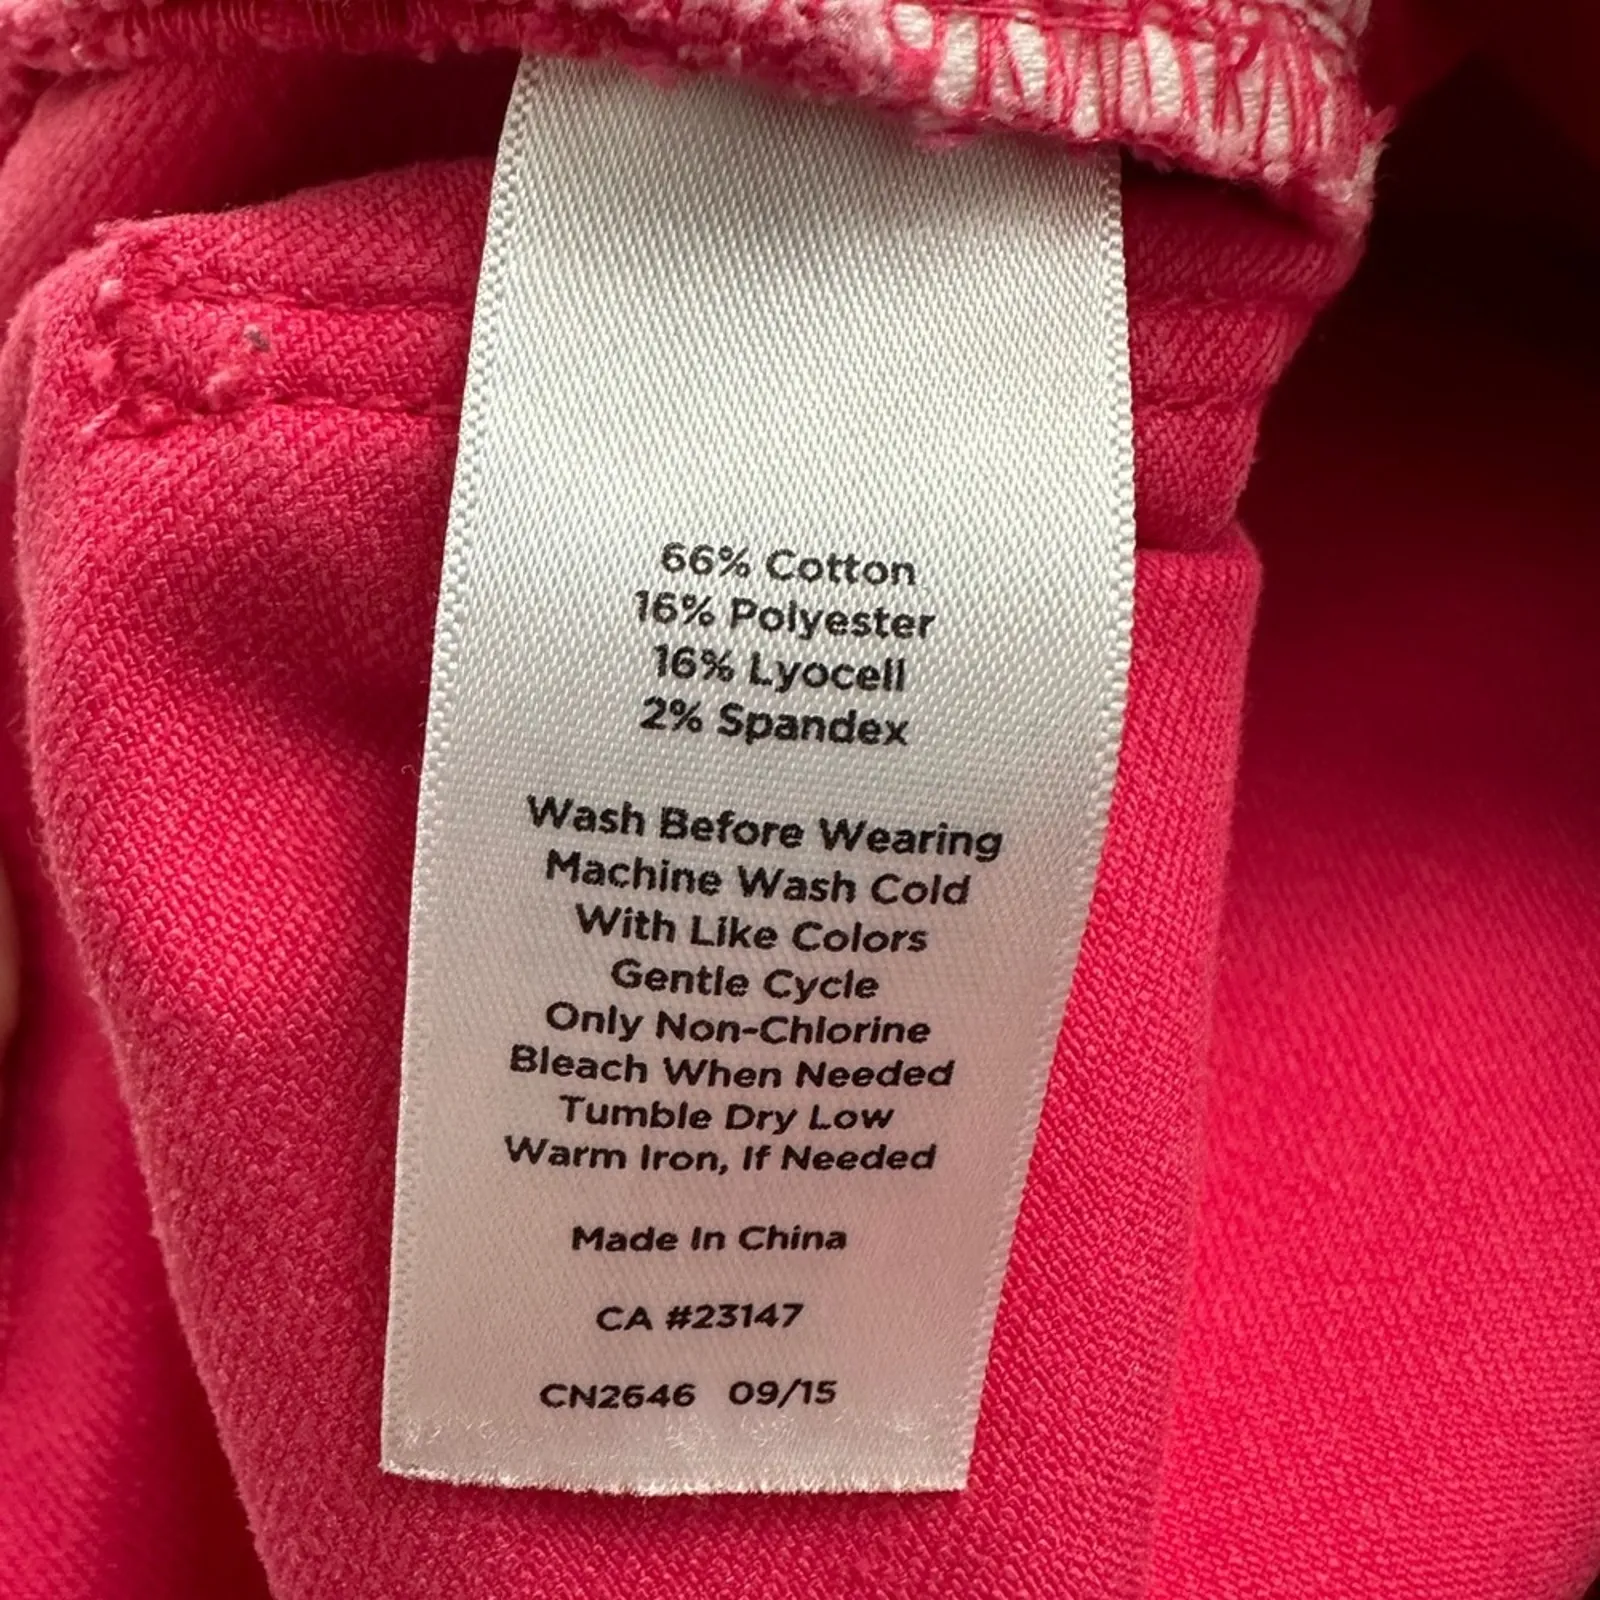 66% Cotton
16% Polyester
16% Lyocell
2% Spandex
Wash Before Wearing
Machine Wash Cold
With Like Colors
Gentle Cycle
Only Non-Chlorine
Bleach When Needed
Tumble Dry Low
Warm Iron, If Needed
Made In China
CA #23147
CN2646 09/15